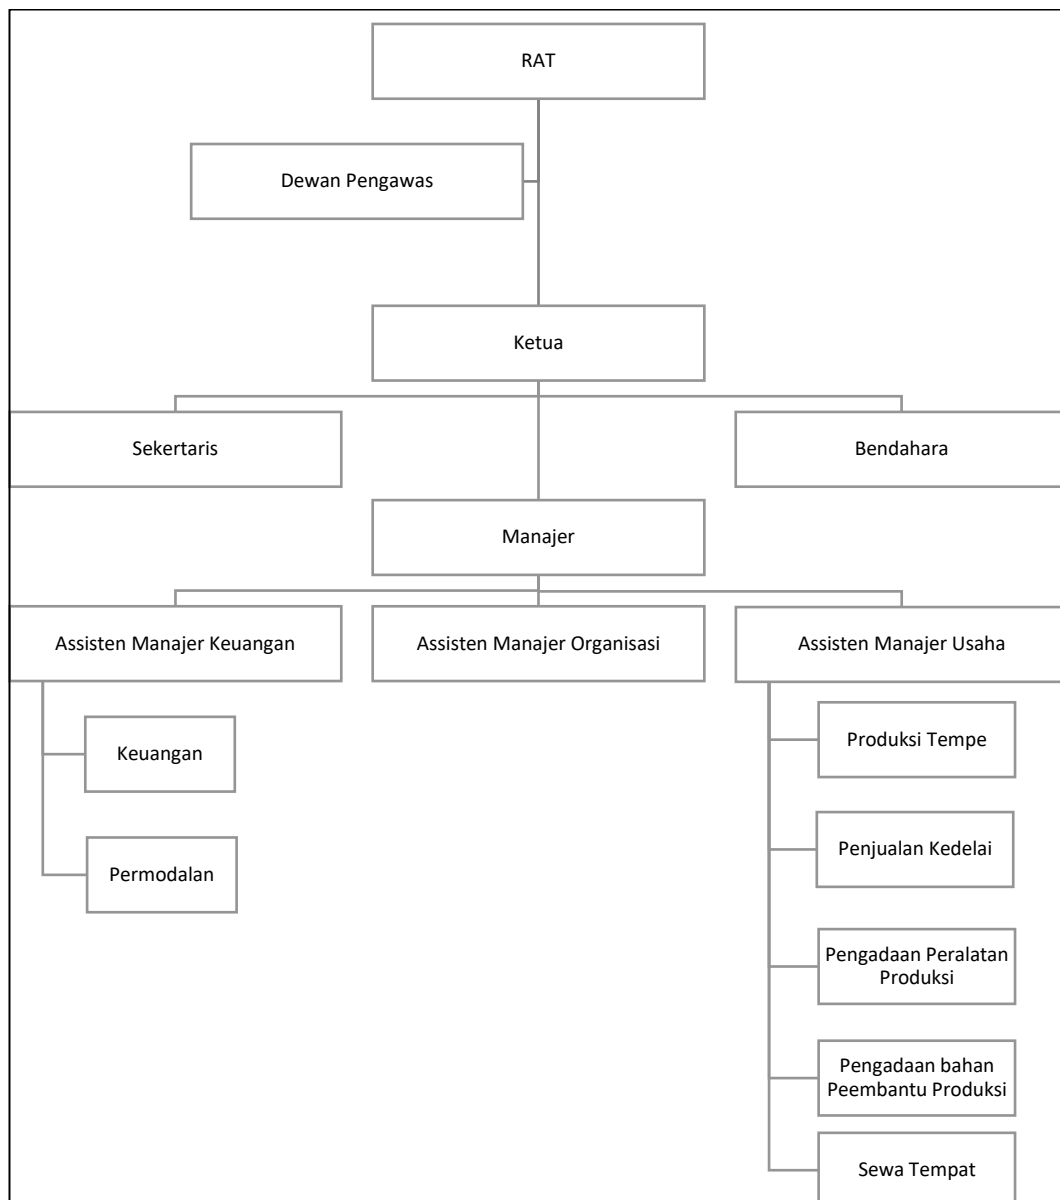 RAT
Dewan Pengawas
Ketua
Sekertaris
Bendahara
Manajer
Assisten Manajer Keuangan
Assisten Manajer Organisasi
Assisten Manajer Usaha
Keuangan
Permodalan
Produksi Tempe
Penjualan Kedelai
Pengadaan Peralatan
Produksi
Pengadaan bahan
Peembantu Produksi
Sewa Tempat